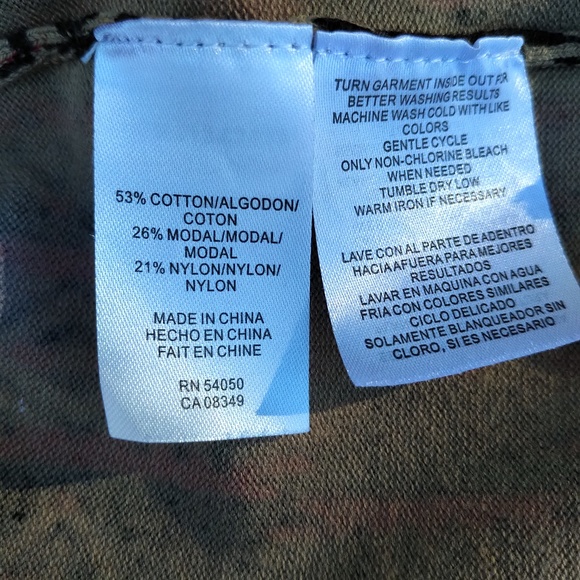 53% COTTON/ALGODON/
COTON
26% MODAL/MODAL/
MODAL
21% NYLON/NYLON/
NYLON
MADE IN CHINA
HECHO EN CHINA
FAIT EN CHINE
RN 54050
CA 08349
TURN GARMENT INSIDE OUT FOR
BETTER WASHING RESULTS
MACHINE WASH COLD WITH LIKE
COLORS
GENTLE CYCLE
ONLY NON-CHLORINE BLEACH
WHEN NEEDED
TUMBLE DRY LOW
WARM IRON IF NECESSARY
LAVE CON AL PARTE DE ADENTRO
HACIA AFUERA PARA MEJORES
RESULTADOS
LAVAR EN MAQUINA CON AGUA
FRIA CON COLORES SIMILARES
CICLO DELICADO
SOLAMENTE BLANQUEADOR SIN
CLORO, SI ES NECESARIO